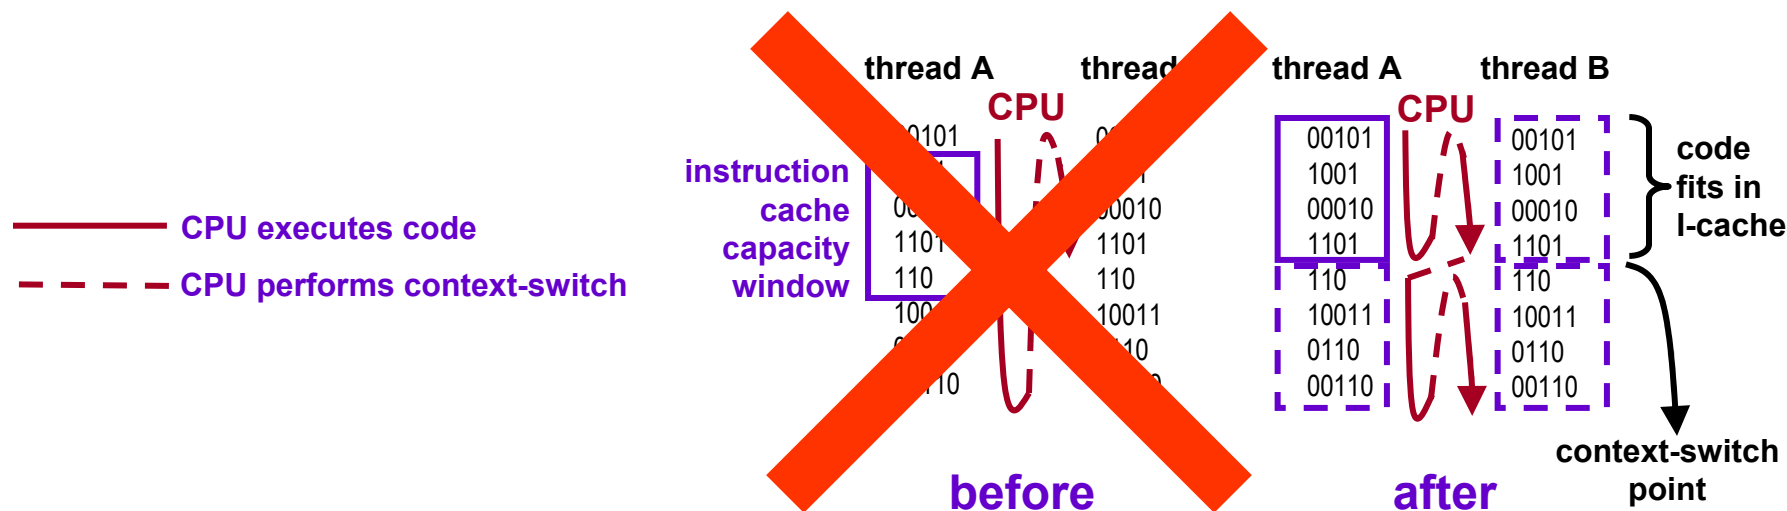 CPU executes code
CPU performs context-switch
thread A
thread
CPU
instruction
cache
capacity
window
1101
110
00010
1101
110
10011
before
thread A
thread B
CPU
00101
1001
00010
1101
110
10011
0110
00110
00101
1001
00010
1101
110
10011
0110
00110
code
fits in
I-cache
context-switch
point
after